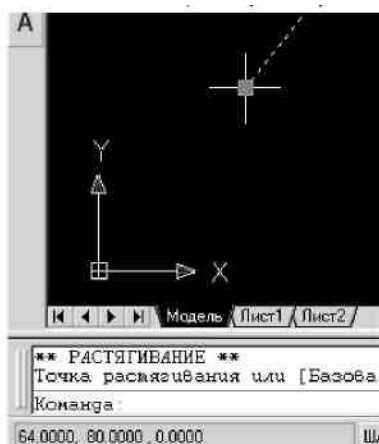 A
Y
X
Модель Лист1 Лист2
** РАСТЯГИВАНИЕ **
Точка растягивания или [Базова
Команда:
64.0000, 80.0000, 0.0000 Ш